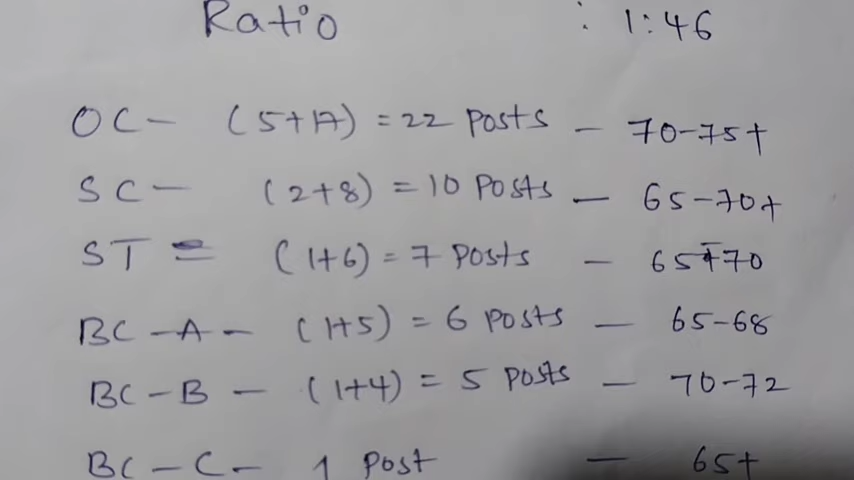 Ratio : 1:46
OC - (5+17) = 22 Posts - 70-75+
SC - (2+8) = 10 Posts - 65-70+
ST = (1+6) = 7 Posts - 65+70
BC-A - (1+5) = 6 posts - 65-68
BC-B - (1+4) = 5 posts - 70-72
BC-C - 1 Post - 65+